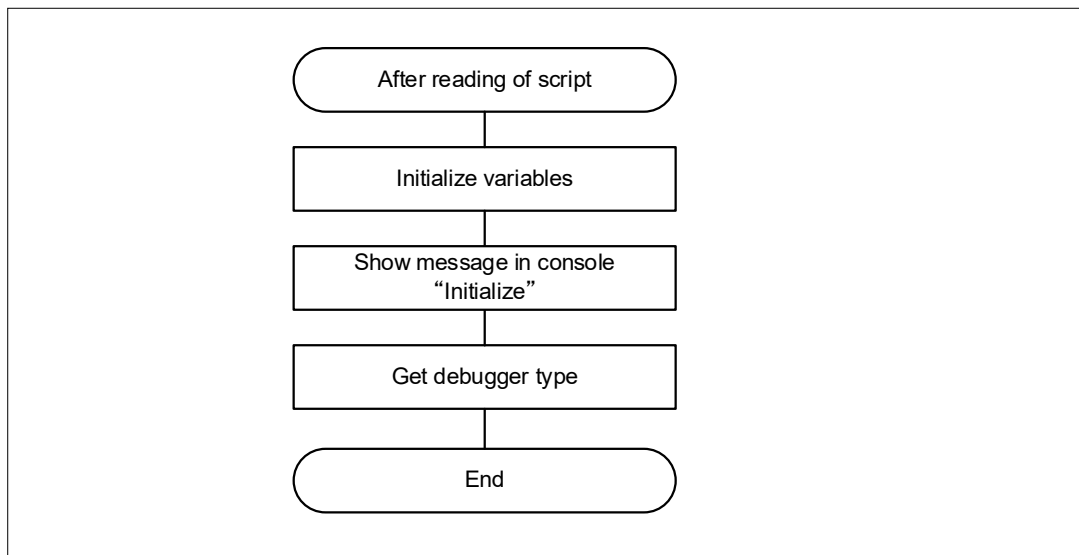 After reading of script
Initialize variables
Show message in console
“Initialize”
Get debugger type
End